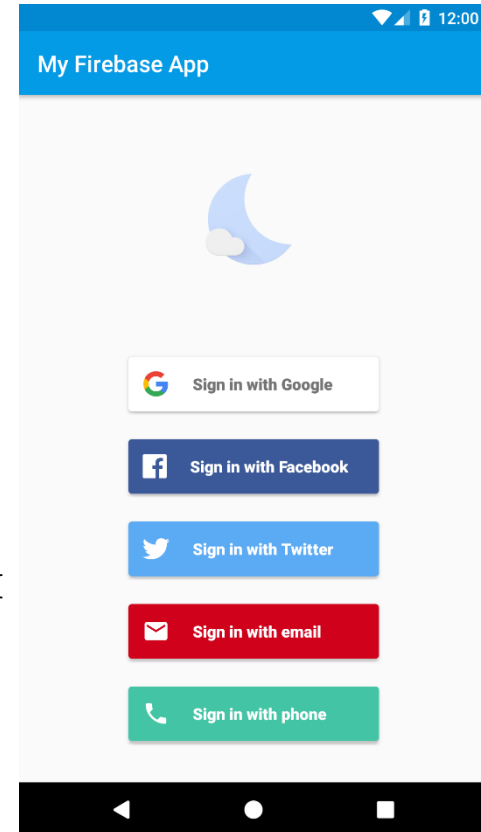 12:00
My Firebase App
Sign in with Google
Sign in with Facebook
Sign in with Twitter
Sign in with email
Sign in with phone